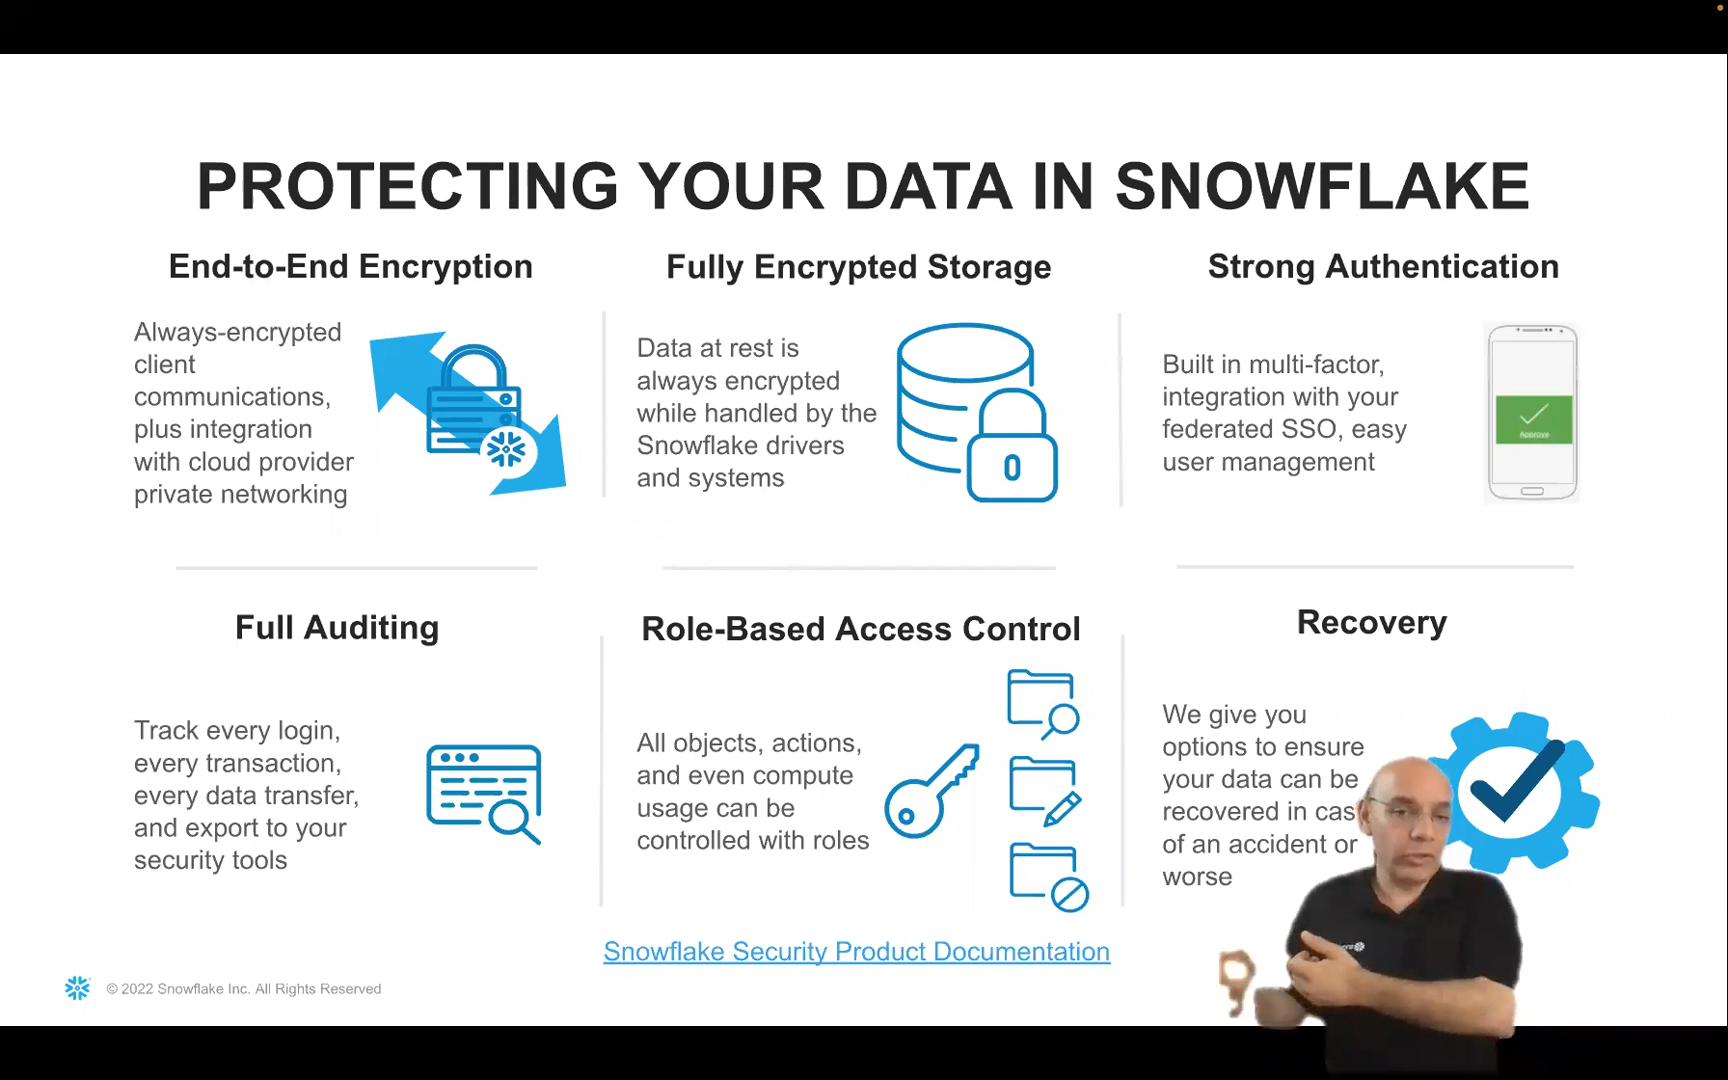 PROTECTING YOUR DATA IN SNOWFLAKE
End-to-End Encryption
Always-encrypted
client
communications,
plus integration
with cloud provider
private networking
Fully Encrypted Storage
Data at rest is
always encrypted
while handled by the
Snowflake drivers
and systems
Strong Authentication
Built in multi-factor,
integration with your
federated SSO, easy
user management
Approve
Full Auditing
Track every login,
every transaction,
every data transfer,
and export to your
security tools
Role-Based Access Control
All objects, actions,
and even compute
usage can be
controlled with roles
Recovery
We give you
options to ensure
your data can be
recovered in cas
of an accident or
worse
Snowflake Security Product Documentation
© 2022 Snowflake Inc. All Rights Reserved